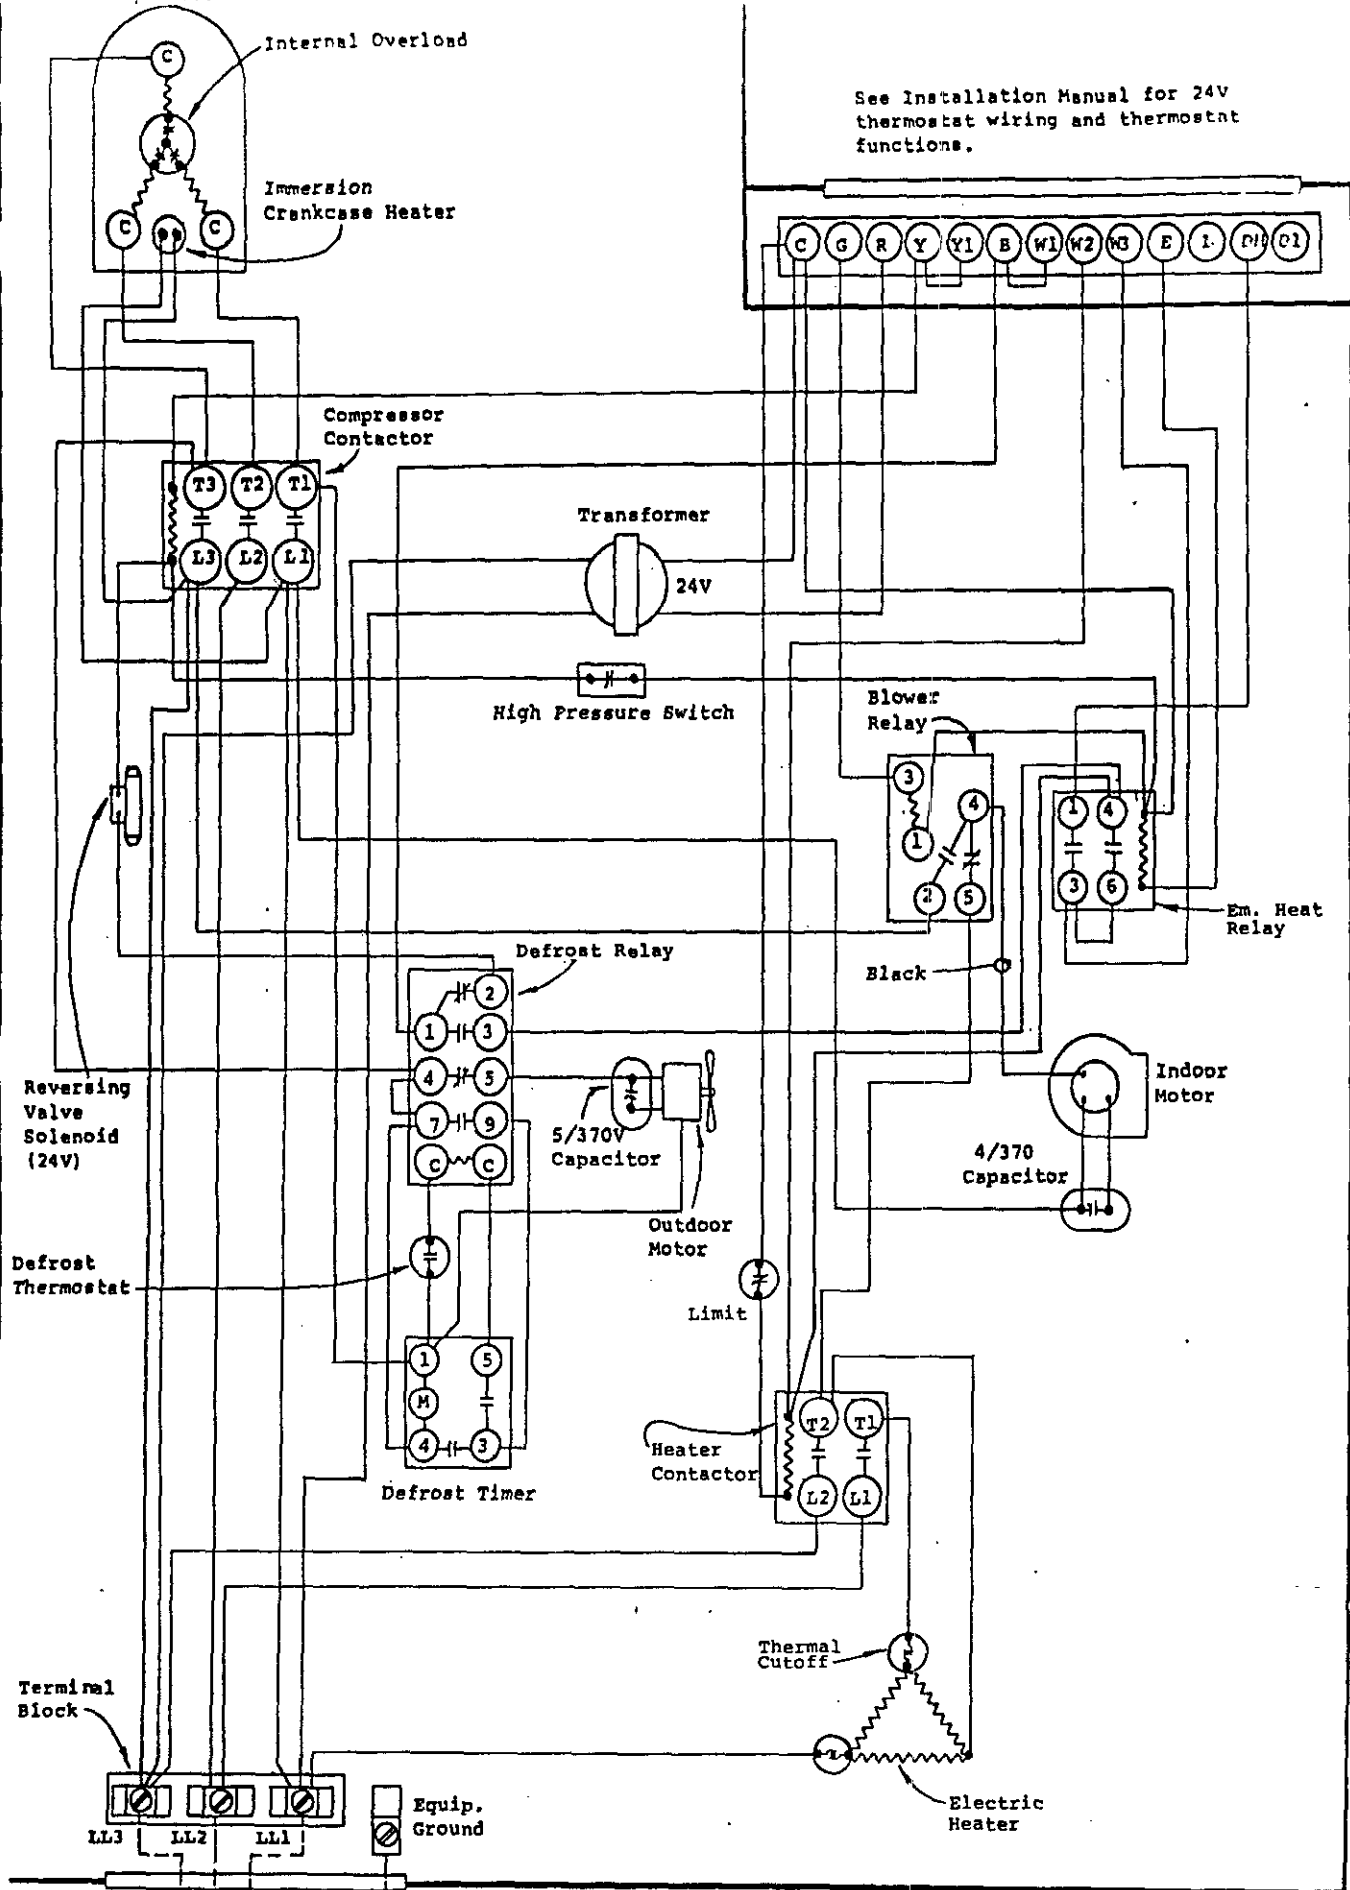 C
Internal Overload
See Installation Manual for 24V
thermostat wiring and thermostat
functions.
Immersion
Crankcase Heater
C
C
C
G
R
Y
Y1
B
W1
W2
W3
E
Compressor
Contactor
T3
T2
T1
L3
L2
L1
Transformer
24V
High Pressure Switch
Blower
Relay
3
4
1
2
5
1
4
3
6
Em. Heat
Relay
Defrost Relay
Black
2
1
3
4
5
7
9
C
C
Reversing
Valve
Solenoid
(24V)
5/370V
Capacitor
Indoor
Motor
4/370
Capacitor
Outdoor
Motor
Defrost
Thermostat
Limit
1
5
M
4
3
Defrost Timer
Heater
Contactor
T2
T1
L2
L1
Thermal
Cutoff
Terminal
Block
Electric
Heater
Equip.
Ground
LL3
LL2
LL1